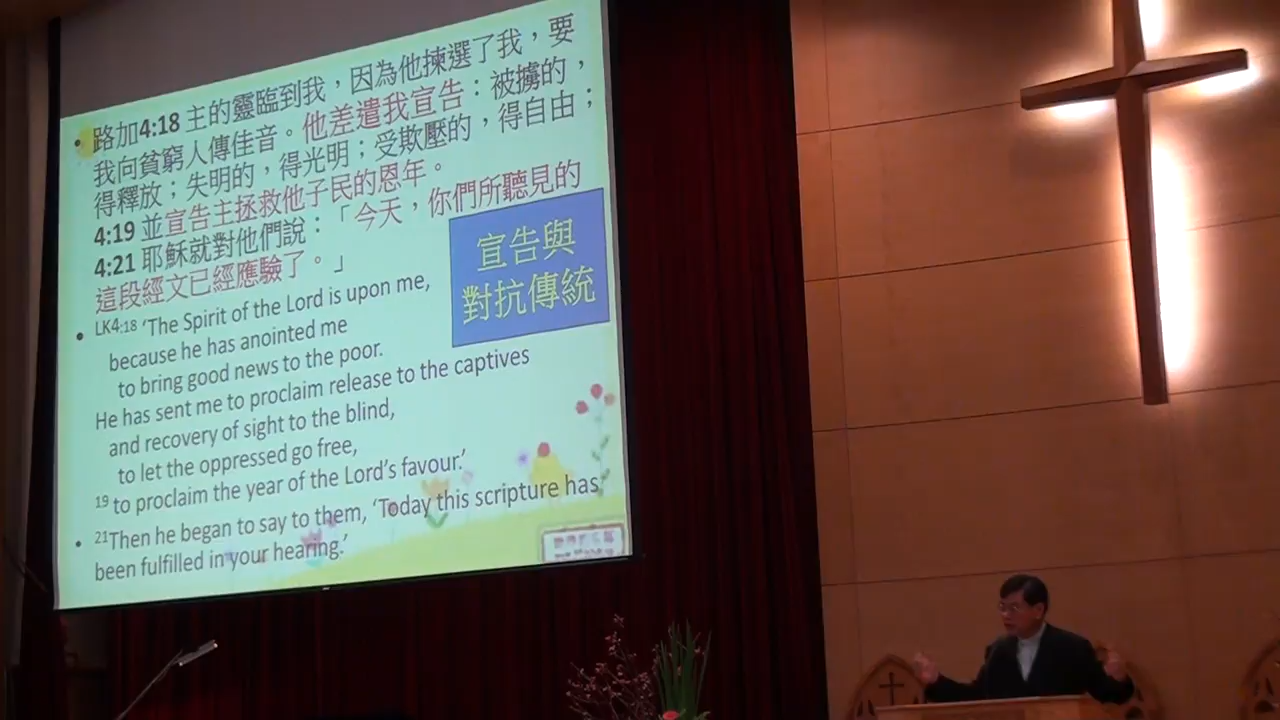 • 路加4:18 主的靈臨到我，因為他揀選了我，要
我向貧窮人傳佳音。他差遣我宣告：被擄的，
得釋放；失明的，得光明；受欺壓的，得自由；
4:19 並宣告主拯救他子民的恩年。
4:21 耶穌就對他們說：「今天，你們所聽見的
這段經文已經應驗了。」
宣告與
對抗傳統
• LK4:18 ‘The Spirit of the Lord is upon me,
because he has anointed me
to bring good news to the poor.
He has sent me to proclaim release to the captives
and recovery of sight to the blind,
to let the oppressed go free,
19 to proclaim the year of the Lord’s favour.’
• 21Then he began to say to them, ‘Today this scripture has
been fulfilled in your hearing.’